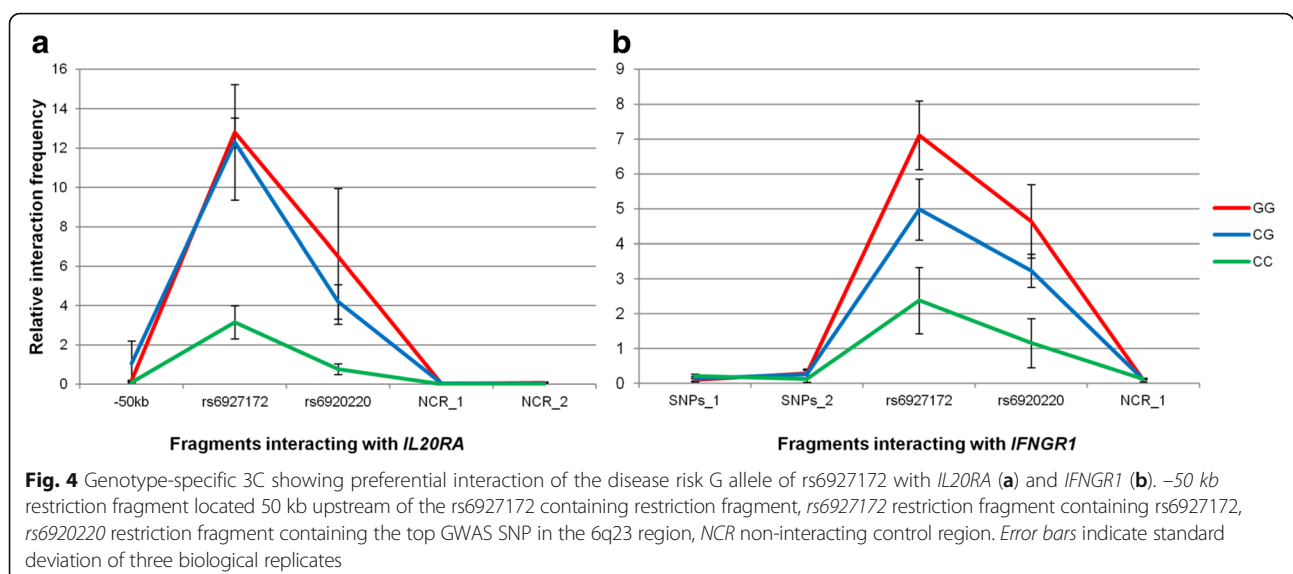 a
b
16
14
12
10
8
6
4
2
0
Relative interaction frequency
-50kb rs6927172 rs6920220 NCR_1 NCR_2
Fragments interacting with IL20RA
9
8
7
6
5
4
3
2
1
0
SNPs_1 SNPs_2 rs6927172 rs6920220 NCR_1
Fragments interacting with IFNGR1
GG
CG
CC
Fig. 4 Genotype-specific 3C showing preferential interaction of the disease risk G allele of rs6927172 with IL20RA (a) and IFNGR1 (b). –50 kb
restriction fragment located 50 kb upstream of the rs6927172 containing restriction fragment, rs6927172 restriction fragment containing rs6927172,
rs6920220 restriction fragment containing the top GWAS SNP in the 6q23 region, NCR non-interacting control region. Error bars indicate standard
deviation of three biological replicates